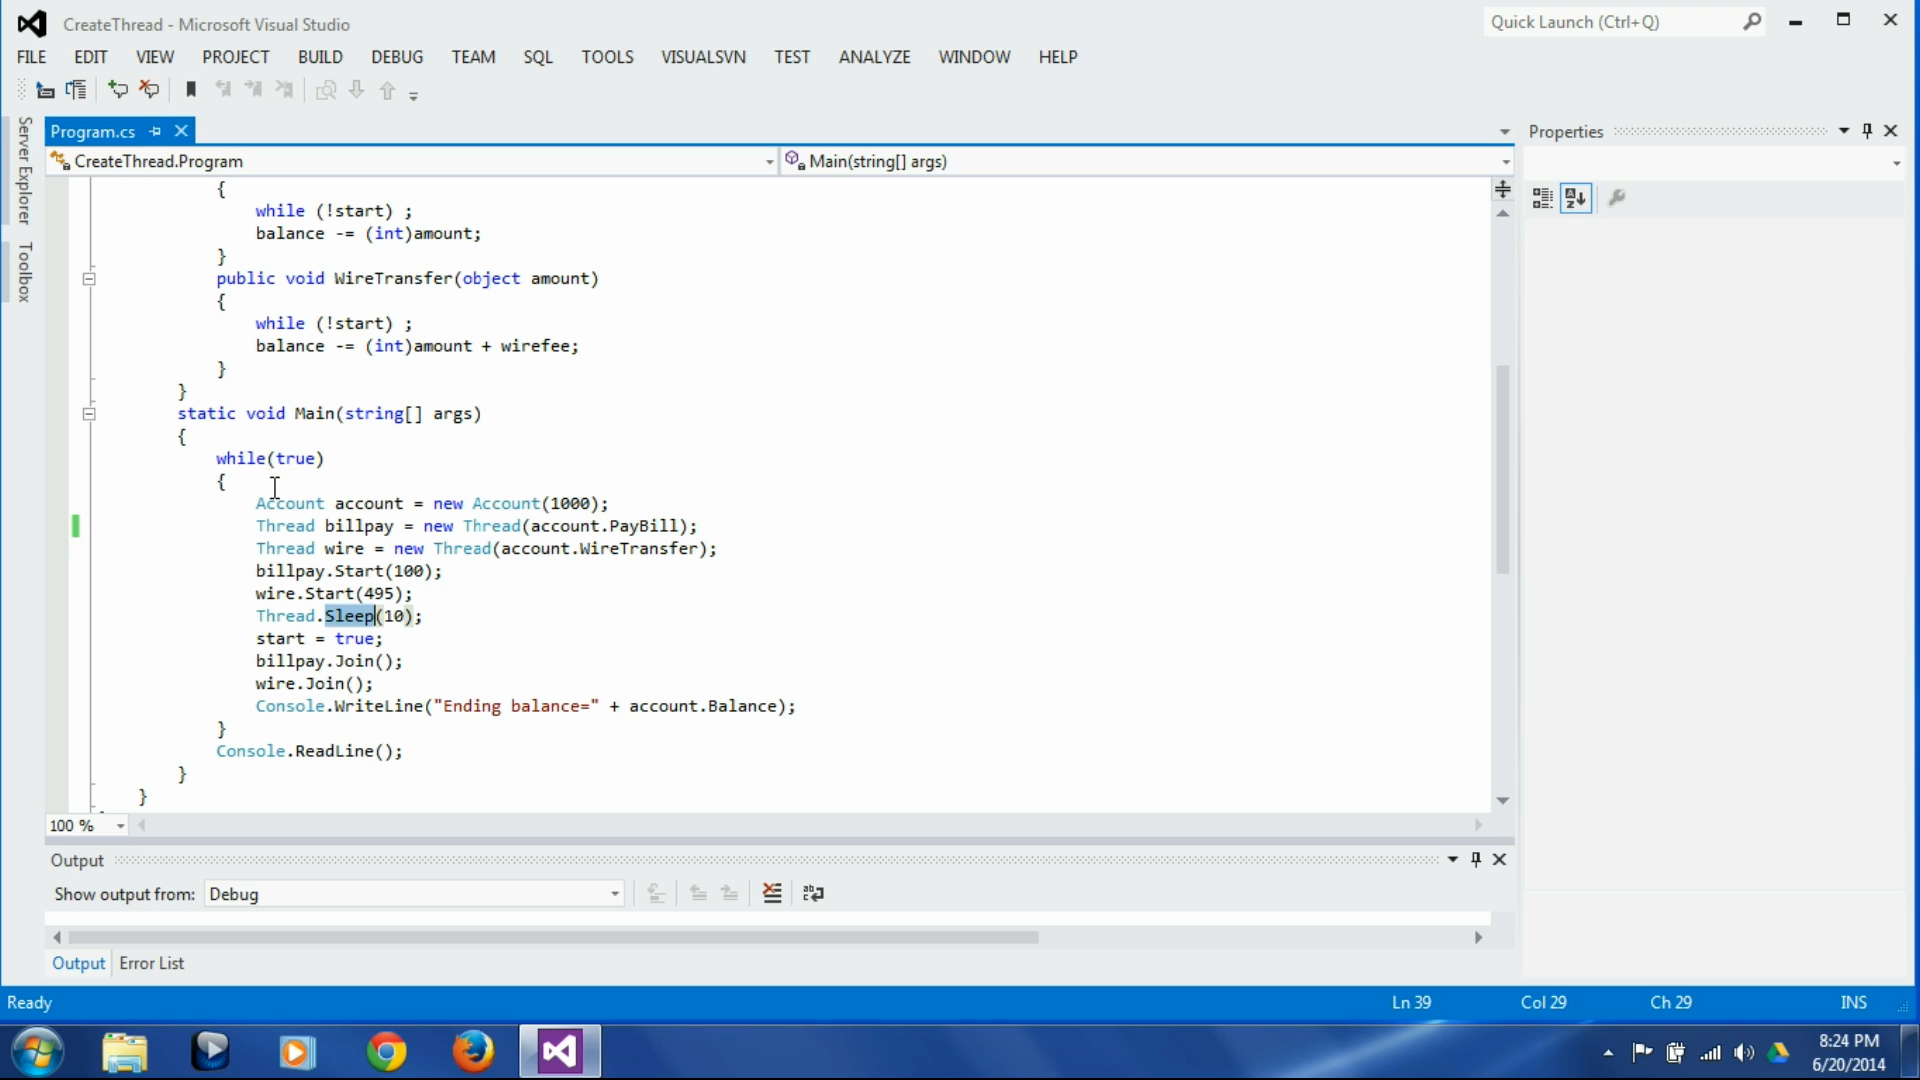 CreateThread - Microsoft Visual Studio
Quick Launch (Ctrl+Q)
FILE EDIT VIEW PROJECT BUILD DEBUG TEAM SQL TOOLS VISUALSVN TEST ANALYZE WINDOW HELP
Server Explorer
Toolbox
Program.cs
Properties
CreateThread.Program
Main(string[] args)
{
while (!start) ;
balance -= (int)amount;
}
public void WireTransfer(object amount)
{
while (!start) ;
balance -= (int)amount + wirefee;
}
}
static void Main(string[] args)
{
while(true)
{
Account account = new Account(1000);
Thread billpay = new Thread(account.PayBill);
Thread wire = new Thread(account.WireTransfer);
billpay.Start(100);
wire.Start(495);
Thread.Sleep(10);
start = true;
billpay.Join();
wire.Join();
Console.WriteLine("Ending balance=" + account.Balance);
}
Console.ReadLine();
}
}
100 %
Output
Show output from: Debug
Output Error List
Ready Ln 39 Col 29 Ch 29 INS
8:24 PM
6/20/2014